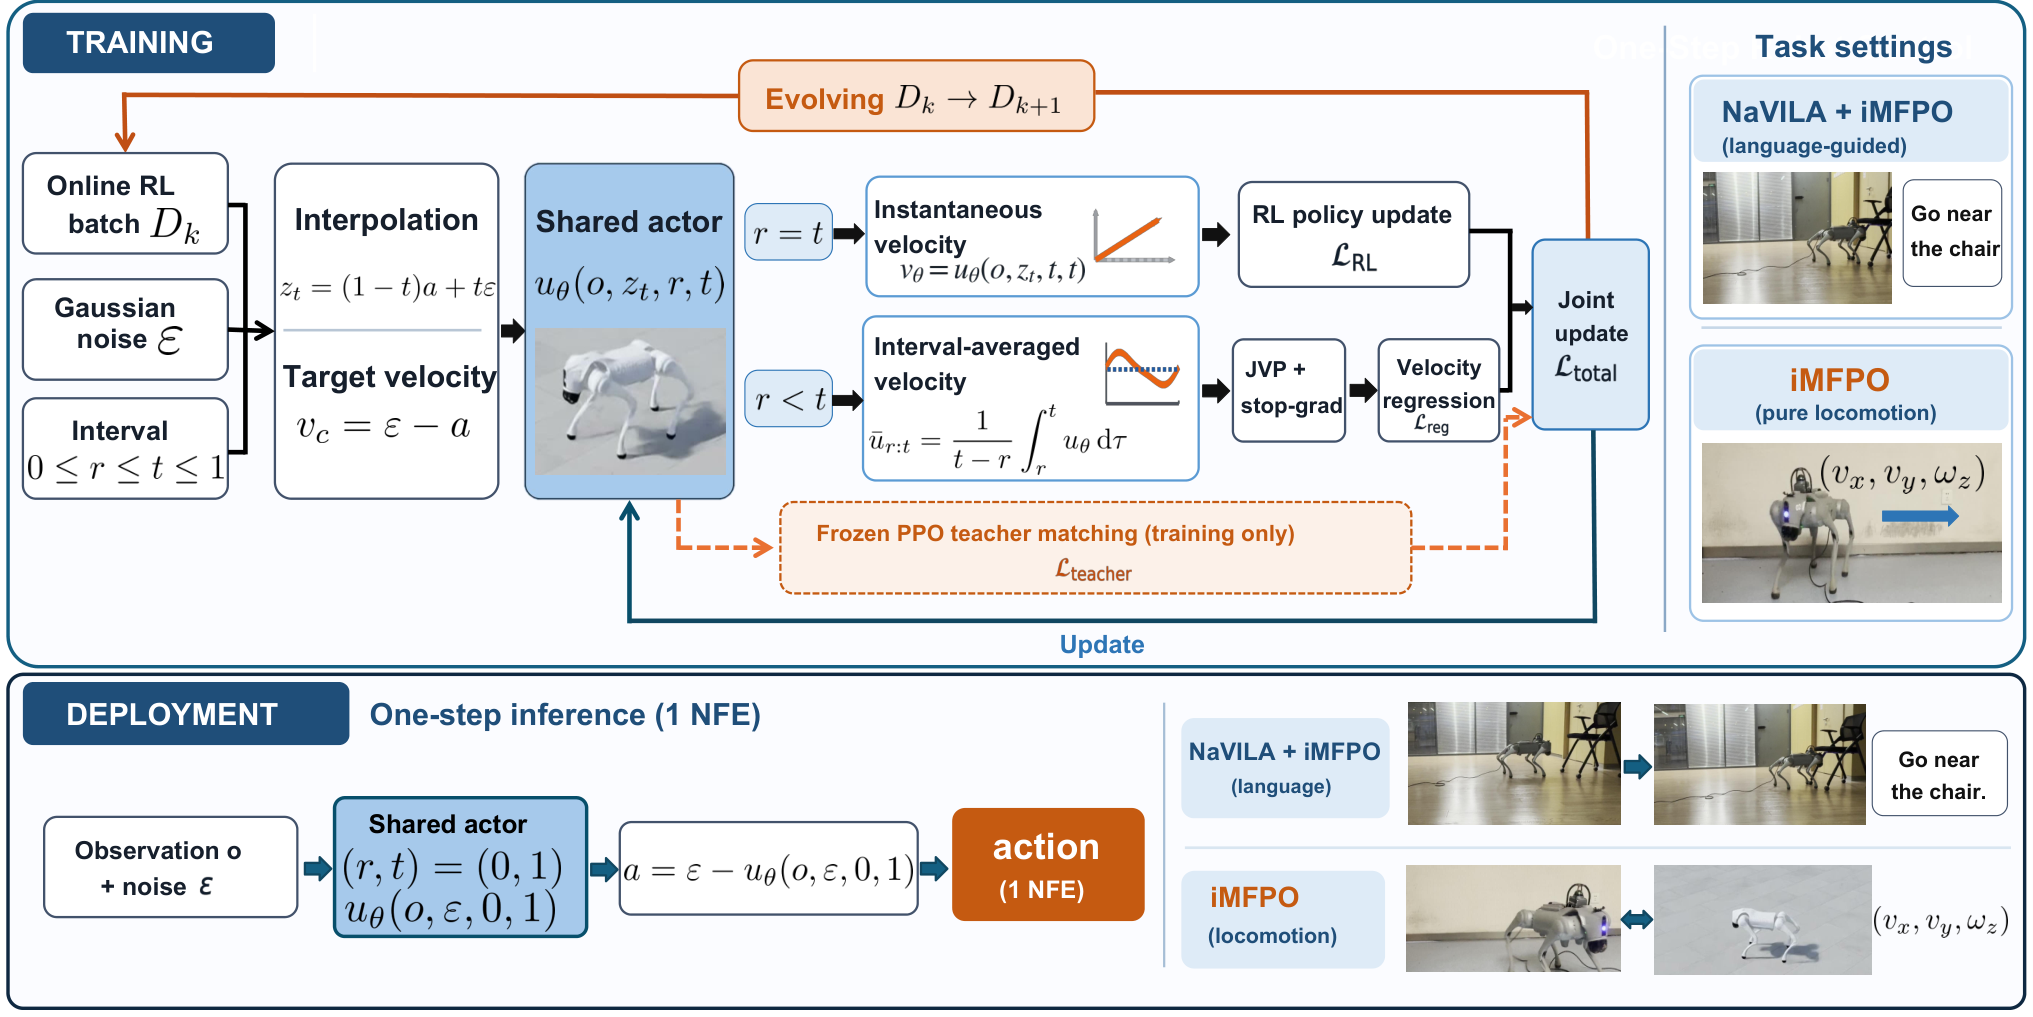 TRAINING
Task settings
Evolving D_k → D_{k+1}
NaVILA + iMFPO
(language-guided)
Go near
the chair
Online RL
batch D_k
Gaussian
noise ε
Interval
0 ≤ r ≤ t ≤ 1
Interpolation
z_t = (1 − t)a + tε
Target velocity
v_c = ε − a
Shared actor
u_θ(o, z_t, r, t)
r = t
Instantaneous
velocity
v_θ = u_θ(o, z_t, t, t)
RL policy update
ℒ_RL
r < t
Interval-averaged
velocity
ū_{r:t} = \frac{1}{t − r} ∫_r^t u_θ dτ
JVP +
stop-grad
Velocity
regression
ℒ_reg
Joint
update
ℒ_total
Frozen PPO teacher matching (training only)
ℒ_teacher
Update
iMFPO
(pure locomotion)
(v_x, v_y, ω_z)
DEPLOYMENT
One-step inference (1 NFE)
Observation o
+ noise ε
Shared actor
(r, t) = (0, 1)
u_θ(o, ε, 0, 1)
a = ε − u_θ(o, ε, 0, 1)
action
(1 NFE)
NaVILA + iMFPO
(language)
Go near
the chair.
iMFPO
(locomotion)
(v_x, v_y, ω_z)